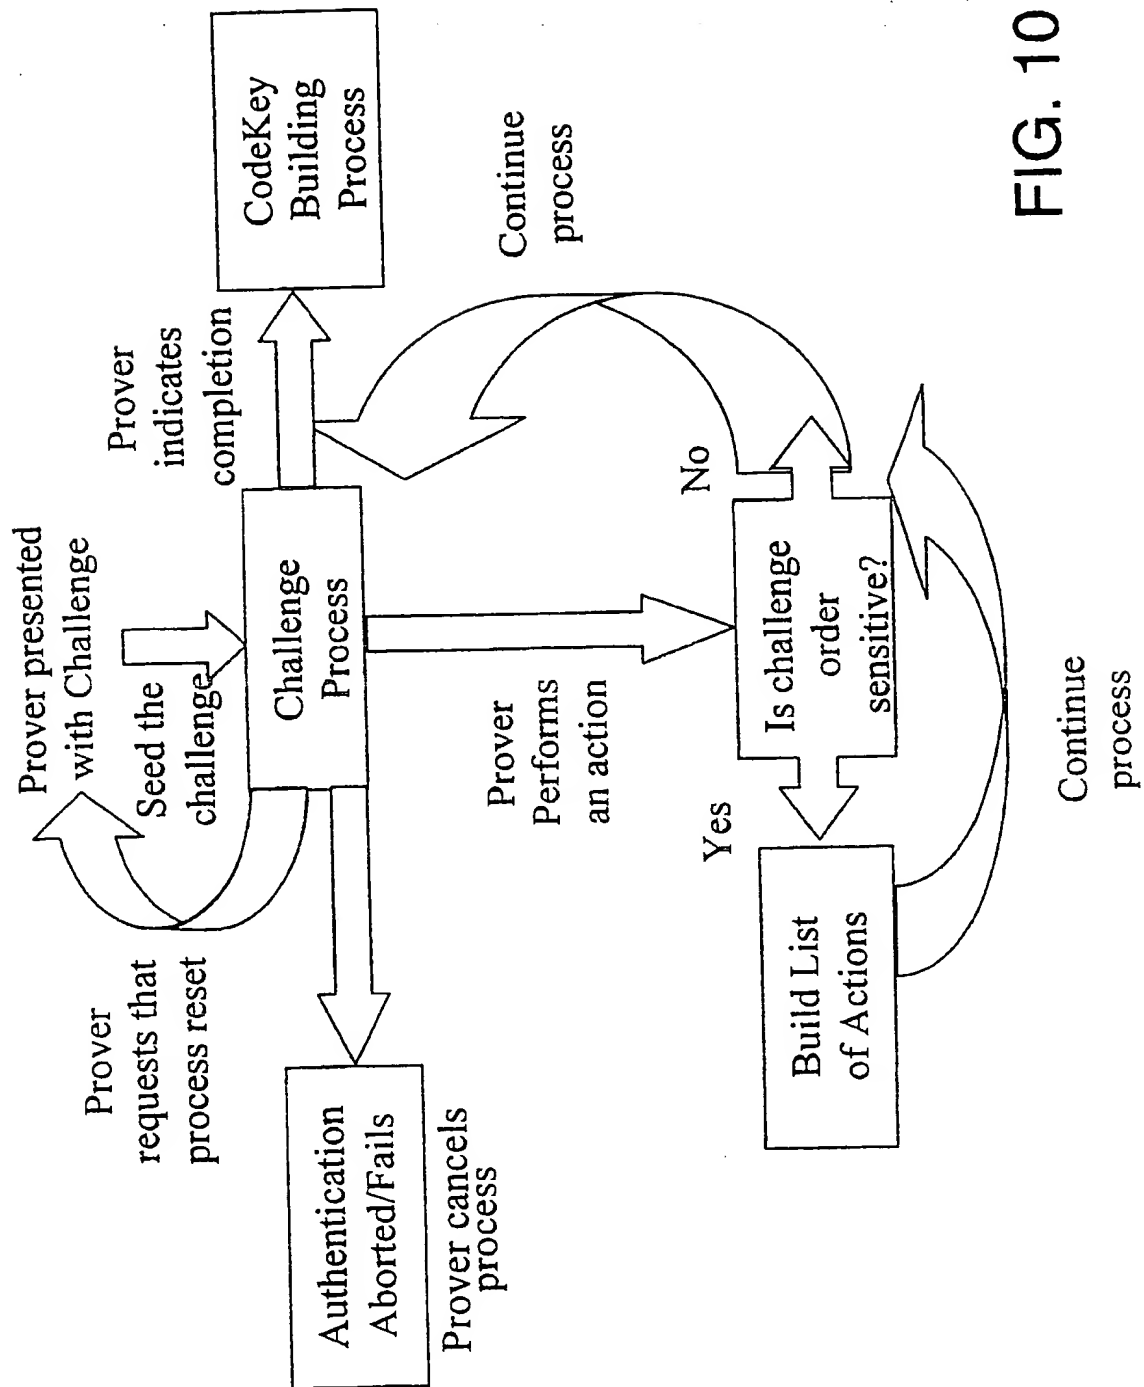 Prover presented
with Challenge
Seed the
challenge
Prover
requests that
process reset
Challenge
Process
Prover
indicates
completion
CodeKey
Building
Process
Authentication
Aborted/Fails
Prover cancels
process
Prover
Performs
an action
Continue
process
Yes
Is challenge
order
sensitive?
No
Build List
of Actions
Continue
process
FIG. 10